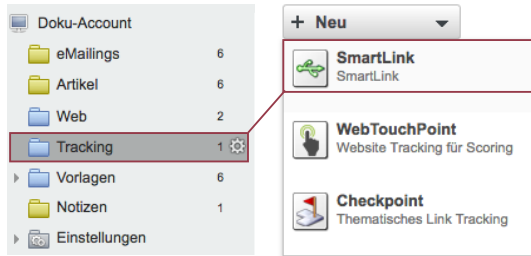 Doku-Account
eMailings 6
Artikel 6
Web 2
Tracking 1
Vorlagen 6
Notizen 1
Einstellungen
+ Neu
SmartLink
SmartLink
WebTouchPoint
Website Tracking für Scoring
Checkpoint
Thematisches Link Tracking